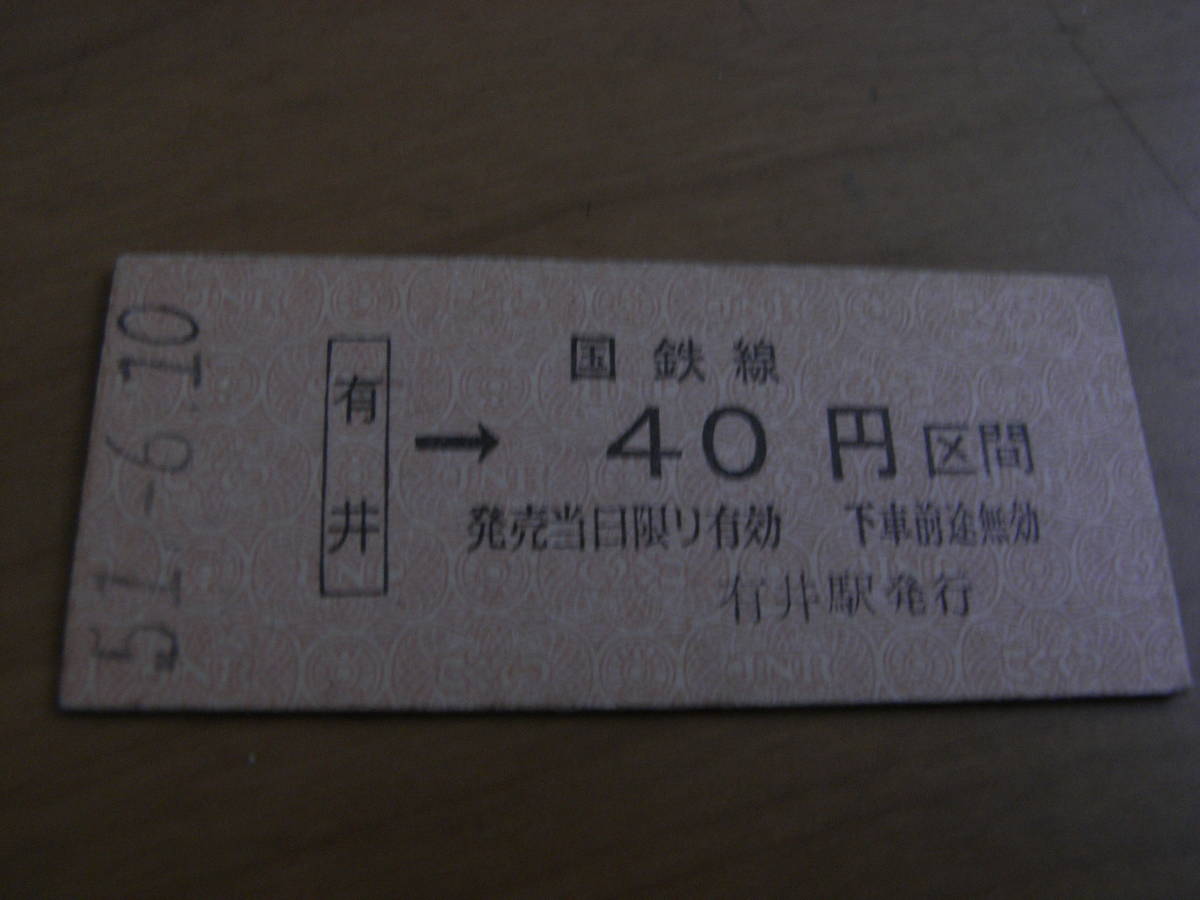 51.-6.10
有井
国鉄線
→ 40円区間
発売当日限り有効 下車前途無効
有井駅発行